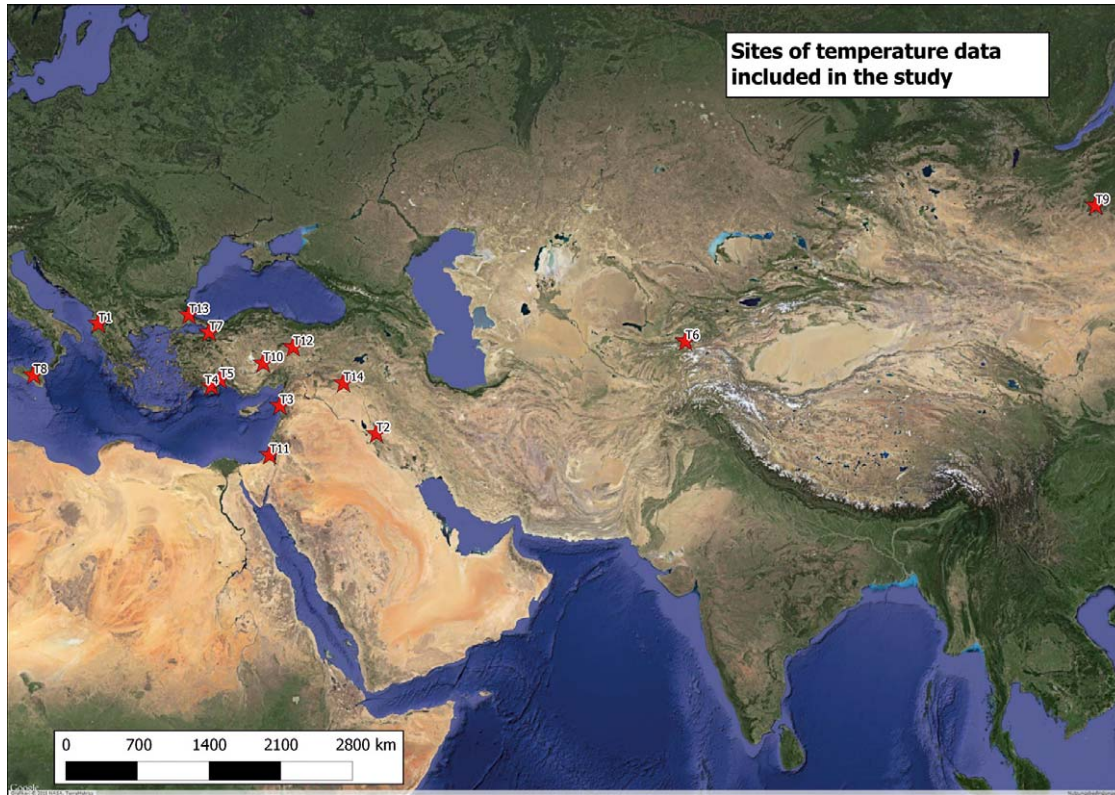 Sites of temperature data
included in the study
T9
T13
T1
T7
T12
T6
T10
T8
T5
T4
T14
T3
T2
T11
0 700 1400 2100 2800 km
Google